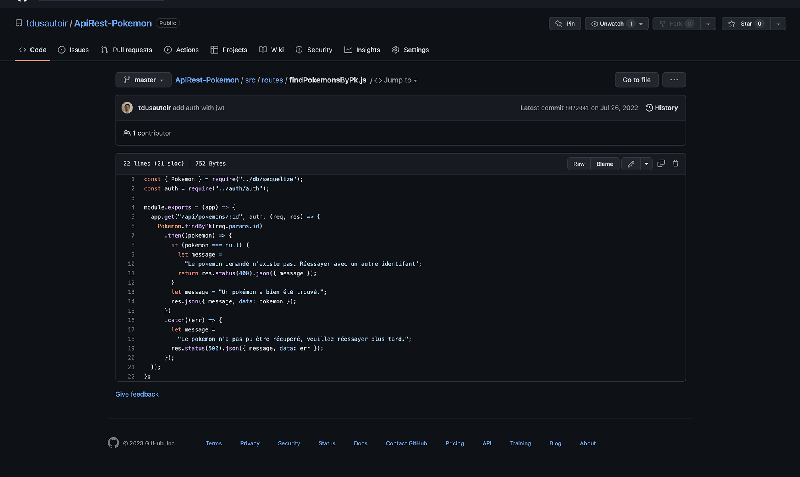 tdusautoir / ApiRest-Pokemon Public
Pin Unwatch 1 Fork 0 Star 0
Code Issues Pull requests Actions Projects Wiki Security Insights Settings
master ApiRest-Pokemon / src / routes / findPokemonsByPk.js / Jump to
Go to file ...
tdusautoir add auth with jwt
Latest commit on Jul 26, 2022 History
1 contributor
22 lines (21 sloc) 752 Bytes
Raw Blame
1 const { Pokemon } = require("../db/sequelize");
2 const auth = require("../auth/auth");
3
4 module.exports = (app) => {
5 app.get("/api/pokemons/:id", auth, (req, res) => {
6 Pokemon.findByPk(req.params.id)
7 .then((pokemon) => {
8 if (pokemon === null) {
9 let message =
10 "Le pokemon demandé n'existe pas. Réessayer avec un autre identifant";
11 return res.status(400).json({ message });
12 }
13 let message = "Un pokémon a bien été trouvé.";
14 res.json({ message, data: pokemon });
15 })
16 .catch((err) => {
17 let message =
18 "Le pokemon n'a pas pu être récupéré, veuillez réessayer plus tard.";
19 res.status(500).json({ message, data: err });
20 });
21 });
22 };
Give feedback
© 2023 GitHub, Inc. Terms Privacy Security Status Docs Contact GitHub Pricing API Training Blog About